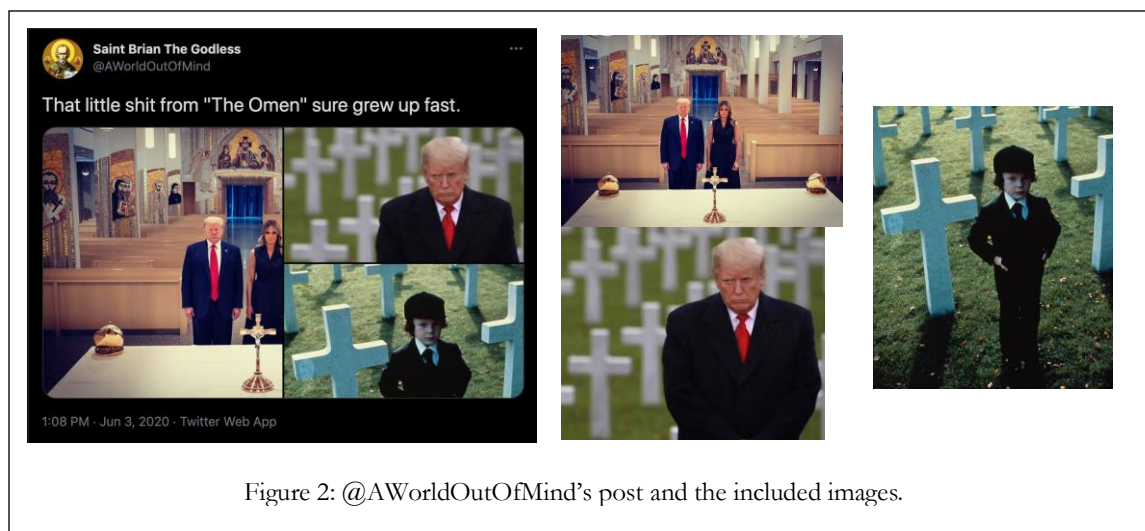 Saint Brian The Godless
@AWorldOutOfMind
That little shit from "The Omen" sure grew up fast.
1:08 PM · Jun 3, 2020 · Twitter Web App
Figure 2: @AWorldOutOfMind's post and the included images.